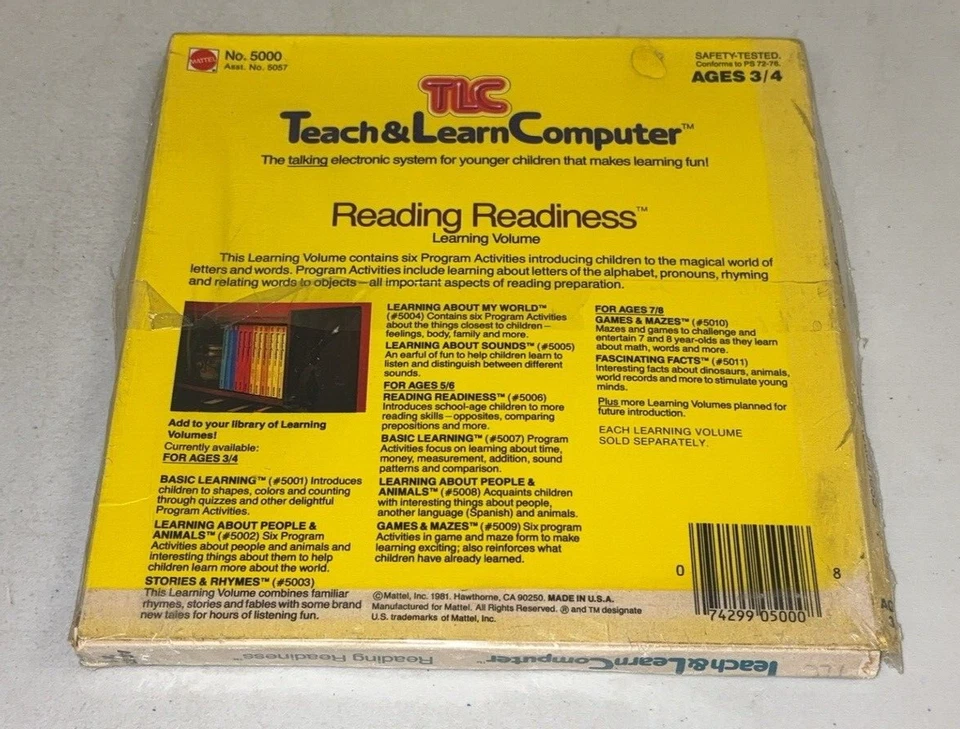 MATTEL
No. 5000
Asst. No. 5057
SAFETY-TESTED.
Conforms to PS 72-76.
AGES 3/4
TLC
Teach&LearnComputer™
The talking electronic system for younger children that makes learning fun!
Reading Readiness™
Learning Volume
This Learning Volume contains six Program Activities introducing children to the magical world of
letters and words. Program Activities include learning about letters of the alphabet, pronouns, rhyming
and relating words to objects—all important aspects of reading preparation.
Add to your library of Learning
Volumes!
Currently available:
FOR AGES 3/4
BASIC LEARNING™ (#5001) Introduces
children to shapes, colors and counting
through quizzes and other delightful
Program Activities.
LEARNING ABOUT PEOPLE &
ANIMALS™ (#5002) Six Program
Activities about people and animals and
interesting things about them to help
children learn more about the world.
STORIES & RHYMES™ (#5003)
This Learning Volume combines familiar
rhymes, stories and fables with some brand
new tales for hours of listening fun.
LEARNING ABOUT MY WORLD™
(#5004) Contains six Program Activities
about the things closest to children—
feelings, body, family and more.
LEARNING ABOUT SOUNDS™ (#5005)
An earful of fun to help children learn to
listen and distinguish between different
sounds.
FOR AGES 5/6
READING READINESS™ (#5006)
Introduces school-age children to more
reading skills—opposites, comparing
prepositions and more.
BASIC LEARNING™ (#5007) Program
Activities focus on learning about time,
money, measurement, addition, sound
patterns and comparison.
LEARNING ABOUT PEOPLE &
ANIMALS™ (#5008) Acquaints children
with interesting things about people,
another language (Spanish) and animals.
GAMES & MAZES™ (#5009) Six program
Activities in game and maze form to make
learning exciting; also reinforces what
children have already learned.
FOR AGES 7/8
GAMES & MAZES™ (#5010)
Mazes and games to challenge and
entertain 7 and 8 year-olds as they learn
about math, words and more.
FASCINATING FACTS™ (#5011)
Interesting facts about dinosaurs, animals,
world records and more to stimulate young
minds.
Plus more Learning Volumes planned for
future introduction.
EACH LEARNING VOLUME
SOLD SEPARATELY.
©Mattel, Inc. 1981. Hawthorne, CA 90250. MADE IN U.S.A.
Manufactured for Mattel. All Rights Reserved. ® and TM designate
U.S. trademarks of Mattel, Inc.
0 74299 05000 8
TLC Teach&LearnComputer™ Reading Readiness™